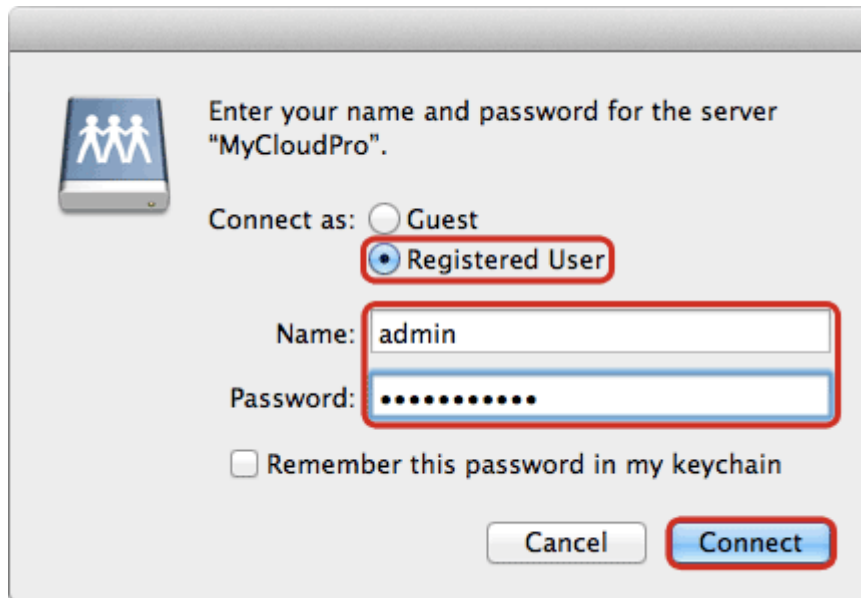 Enter your name and password for the server
“MyCloudPro”.
Connect as: Guest
Registered User
Name: admin
Password: •••••••••••
Remember this password in my keychain
Cancel Connect